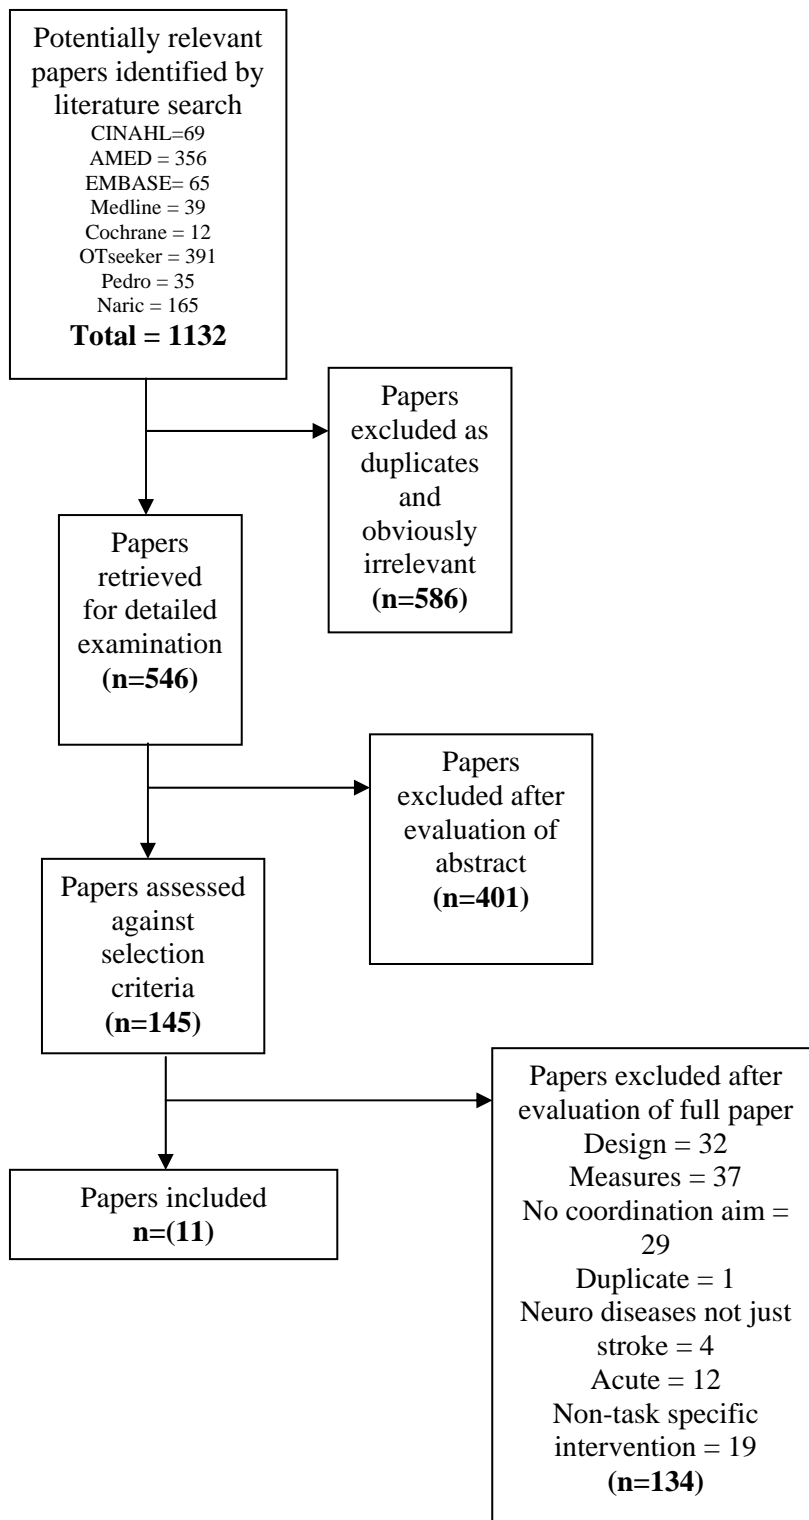 Potentially relevant
papers identified by
literature search
CINAHL=69
AMED = 356
EMBASE= 65
Medline = 39
Cochrane = 12
OTseeker = 391
Pedro = 35
Naric = 165
Total = 1132
Papers
excluded as
duplicates
and
obviously
irrelevant
(n=586)
Papers
retrieved
for detailed
examination
(n=546)
Papers
excluded after
evaluation of
abstract
(n=401)
Papers assessed
against
selection
criteria
(n=145)
Papers excluded after
evaluation of full paper
Design = 32
Measures = 37
No coordination aim =
29
Duplicate = 1
Neuro diseases not just
stroke = 4
Acute = 12
Non-task specific
intervention = 19
(n=134)
Papers included
n=(11)